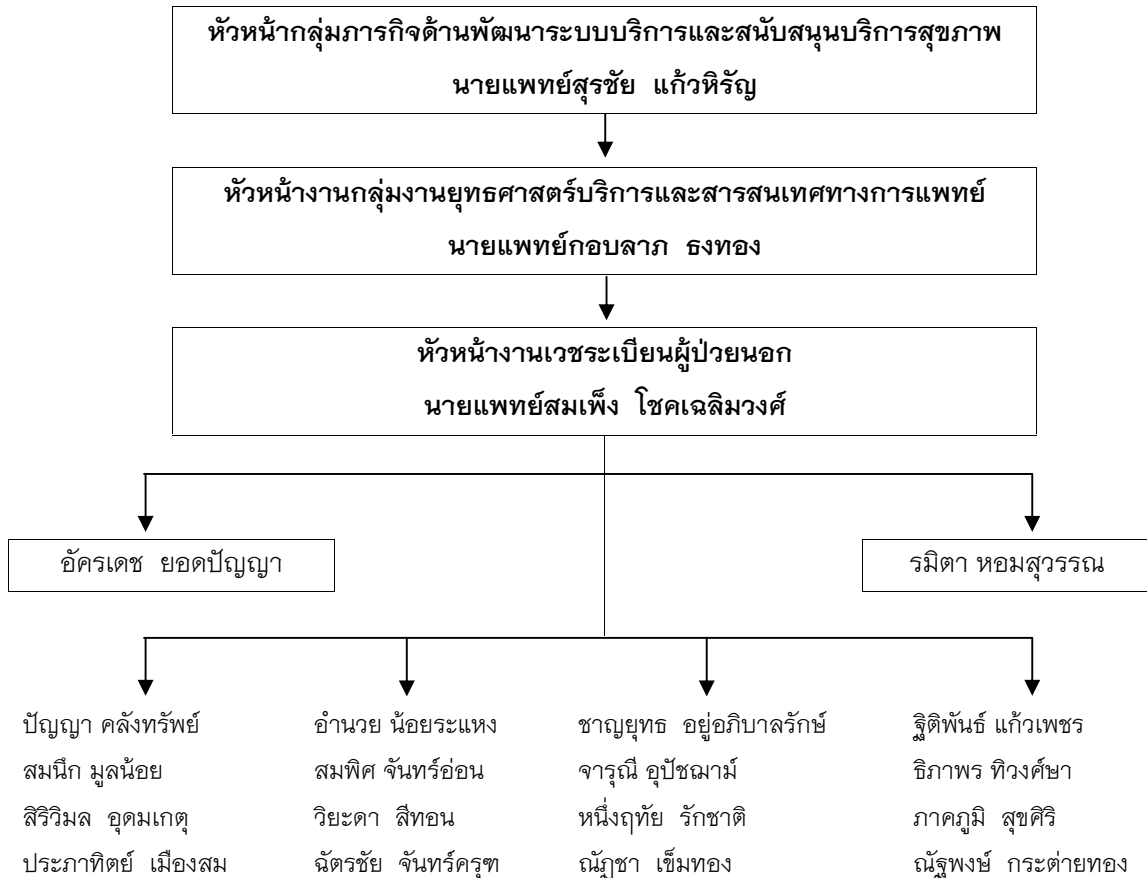 หัวหน้ากลุ่มภารกิจด้านพัฒนาระบบบริการและสนับสนุนบริการสุขภาพ
นายแพทย์สุรชัย แก้วหิรัญ
หัวหน้างานกลุ่มงานยุทธศาสตร์บริการและสารสนเทศทางการแพทย์
นายแพทย์กอบลาภ ธงทอง
หัวหน้างานเวชระเบียนผู้ป่วยนอก
นายแพทย์สมเพ็ง โชคเฉลิมวงศ์
อัครเดช ยอดปัญญา
รมิตา หอมสุวรรณ
ปัญญา คลังทรัพย์
สมนึก มูลน้อย
สิริวิมล อุดมเกตุ
ประภาทิตย์ เมืองสม
อำนวย น้อยระแหง
สมพิศ จันทร์อ่อน
วิยะดา สีทอน
ฉัตรชัย จันทร์ครุฑ
ชาญยุทธ อยู่อภิบาลรักษ์
จารุณี อุปัชฌาม์
หนึ่งฤทัย รักชาติ
ณัฏชา เข็มทอง
ฐิติพันธ์ แก้วเพชร
ธิภาพร ทิวงศ์ษา
ภาคภูมิ สุขศิริ
ณัฐพงษ์ กระต่ายทอง